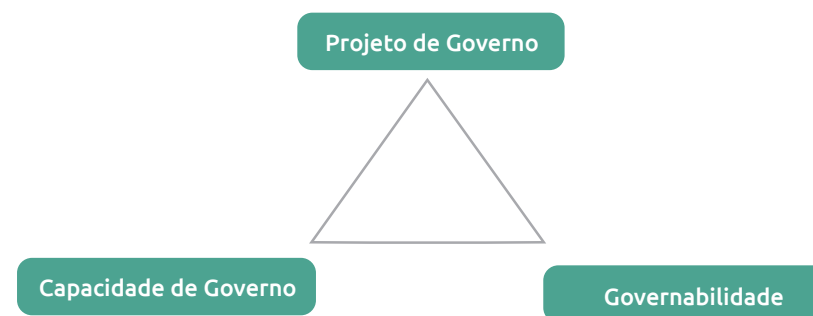 Projeto de Governo
Capacidade de Governo
Governabilidade